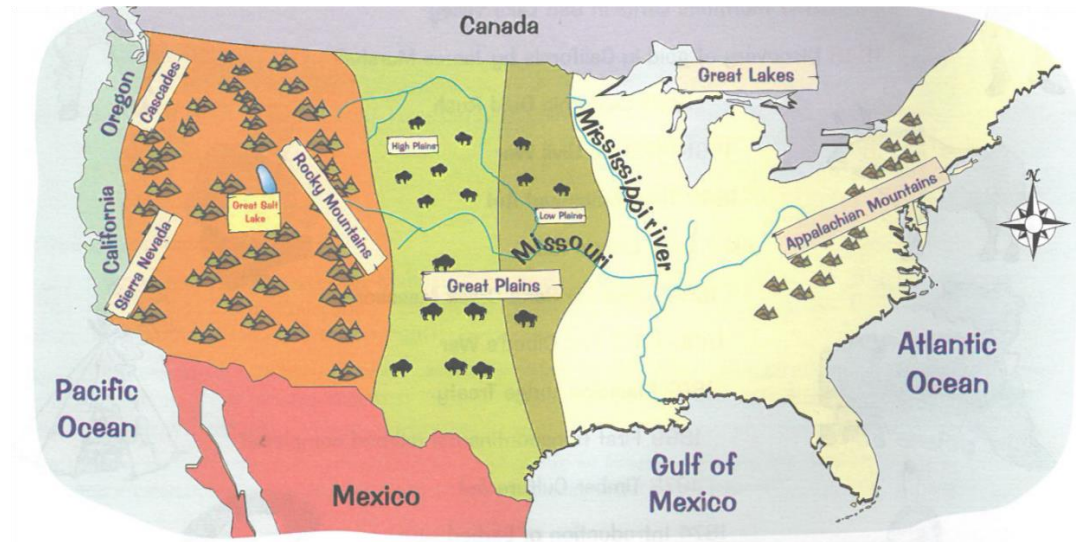 Canada
Great Lakes
Oregon
Cascades
High Plains
Mississippi river
Rocky Mountains
Great Salt
Lake
Low Plains
Appalachian Mountains
N
California
Sierra Nevada
Missouri
Great Plains
Atlantic
Ocean
Pacific
Ocean
Gulf of
Mexico
Mexico